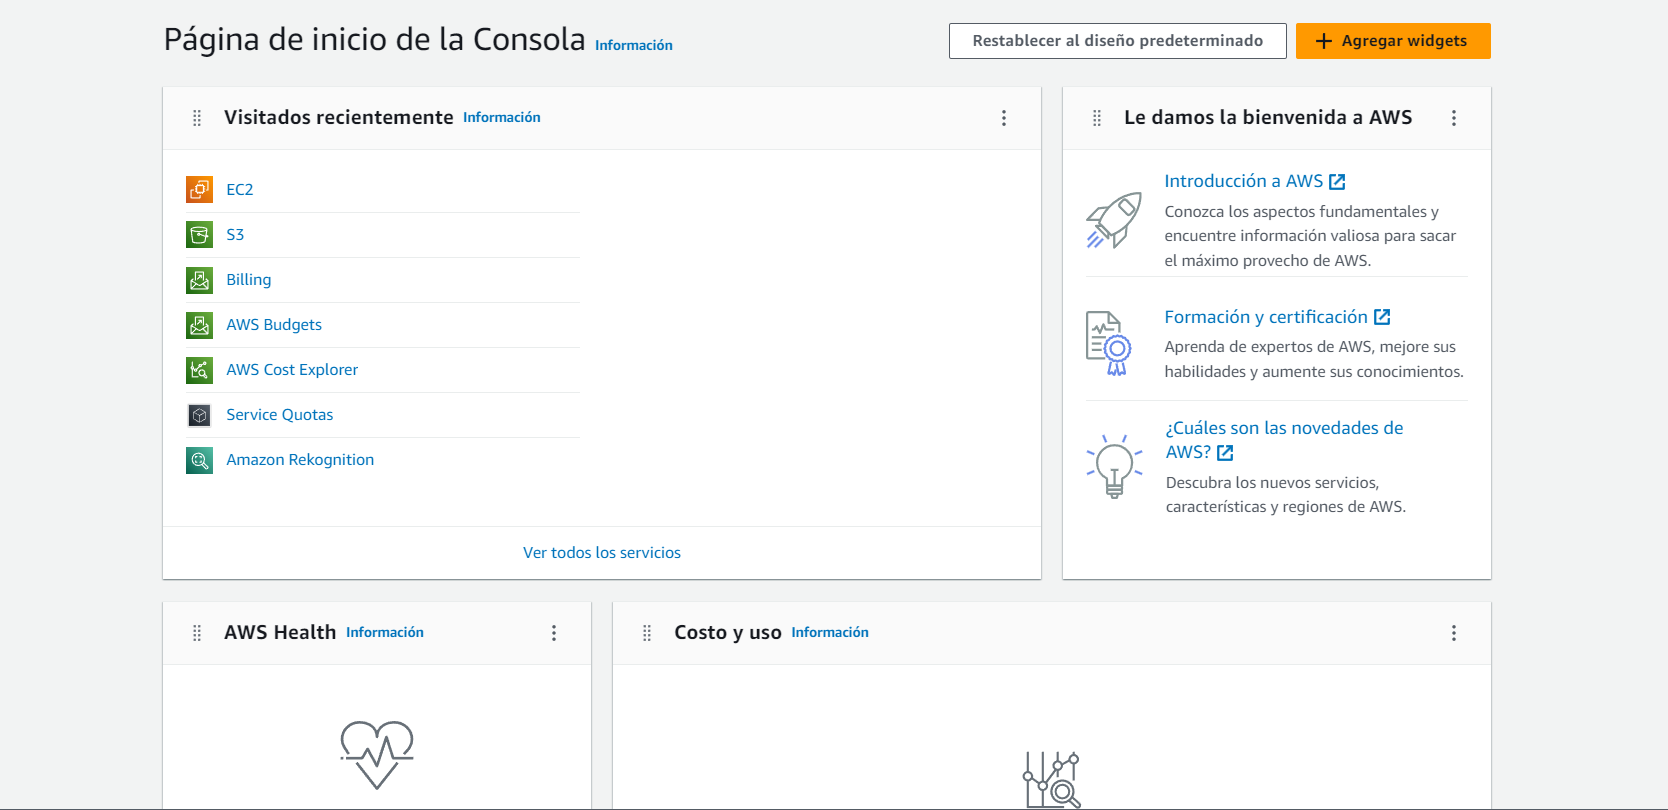 Página de inicio de la Consola Información
Restablecer al diseño predeterminado
Agregar widgets
Visitados recientemente Información
EC2
S3
Billing
AWS Budgets
AWS Cost Explorer
Service Quotas
Amazon Rekognition
Ver todos los servicios
Le damos la bienvenida a AWS
Introducción a AWS
Conozca los aspectos fundamentales y
encuentre información valiosa para sacar
el máximo provecho de AWS.
Formación y certificación
Aprenda de expertos de AWS, mejore sus
habilidades y aumente sus conocimientos.
¿Cuáles son las novedades de
AWS?
Descubra los nuevos servicios,
características y regiones de AWS.
AWS Health Información
Costo y uso Información